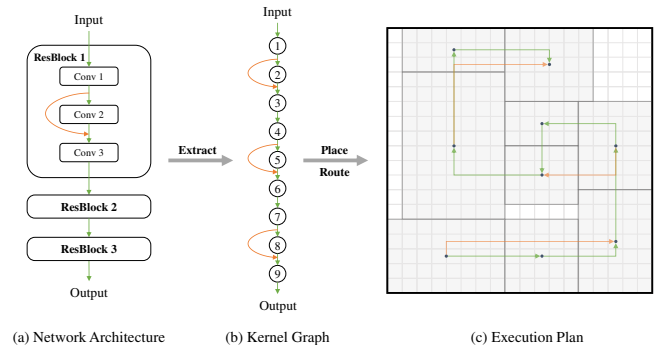 Input
ResBlock 1
Conv 1
Conv 2
Conv 3
ResBlock 2
ResBlock 3
Output
Extract
Input
1
2
3
4
5
6
7
8
9
Output
Place
Route
(a) Network Architecture
(b) Kernel Graph
(c) Execution Plan